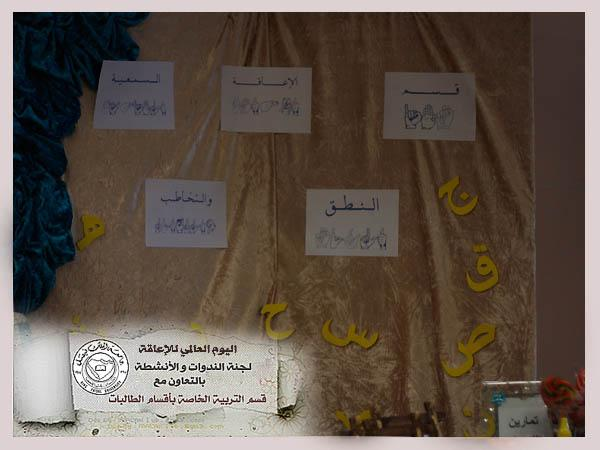 قسم
الإعاقة
السمعية
النطق
والتخاطب
ج
هـ
ق
ح
س
ص
اليوم العالمي للإعاقة
لجنة الندوات والأنشطة
بالتعاون مع
قسم التربية الخاصة بأقسام الطالبات
تمارين